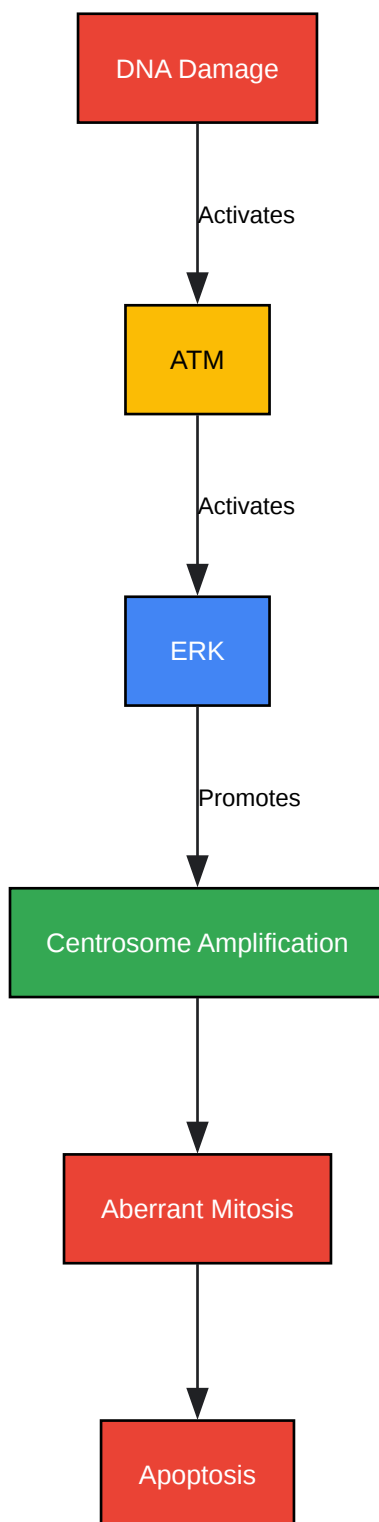 DNA Damage
Activates
ATM
Activates
ERK
Promotes
Centrosome Amplification
Aberrant Mitosis
Apoptosis